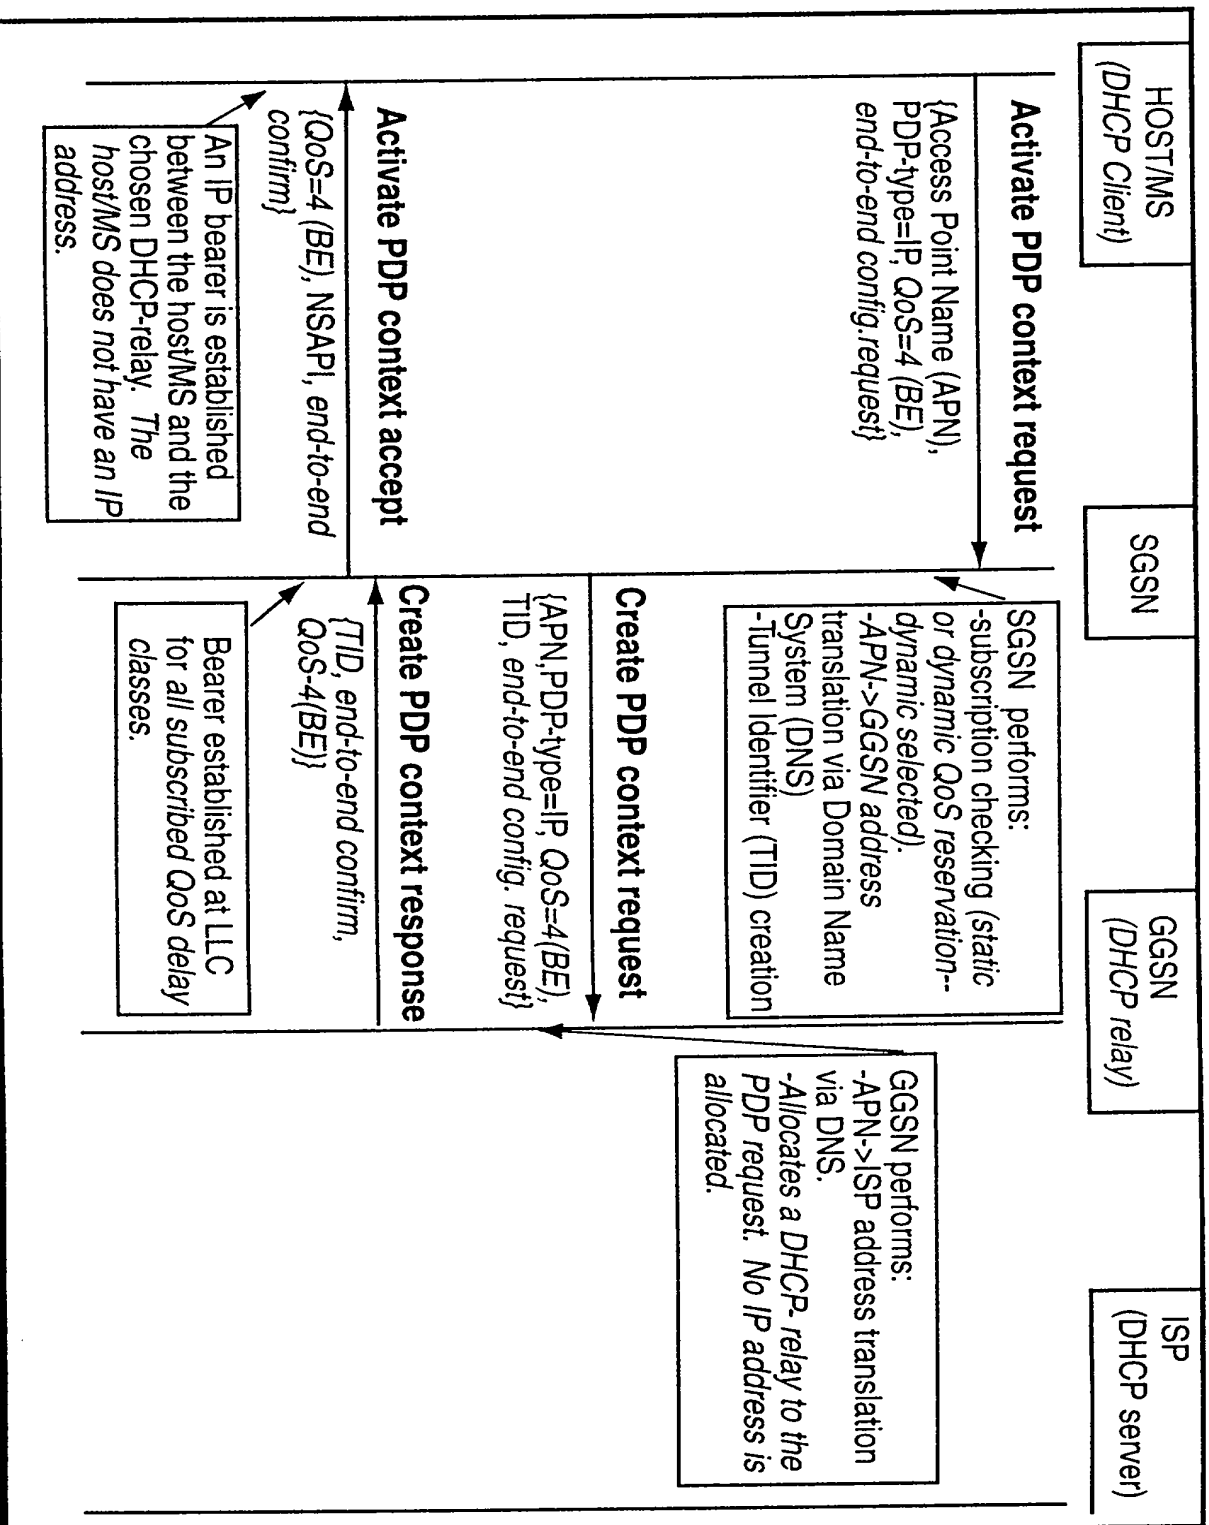 HOST/MS
(DHCP Client)
SGSN
GGSN
(DHCP relay)
ISP
(DHCP server)
Activate PDP context request
{Access Point Name (APN),
PDP-type=IP, QoS=4 (BE),
end-to-end config.request}
SGSN performs:
-subscription checking (static
or dynamic QoS reservation--
dynamic selected).
-APN->GGSN address
translation via Domain Name
System (DNS)
-Tunnel Identifier (TID) creation
Create PDP context request
{APN,PDP-type=IP, QoS=4(BE),
TID, end-to-end config. request}
GGSN performs:
-APN->ISP address translation
via DNS.
-Allocates a DHCP- relay to the
PDP request. No IP address is
allocated.
Create PDP context response
{TID, end-to-end confirm,
QoS-4(BE)}
Bearer established at LLC
for all subscribed QoS delay
classes.
Activate PDP context accept
{QoS=4 (BE), NSAPI, end-to-end
confirm}
An IP bearer is established
between the host/MS and the
chosen DHCP-relay. The
host/MS does not have an IP
address.